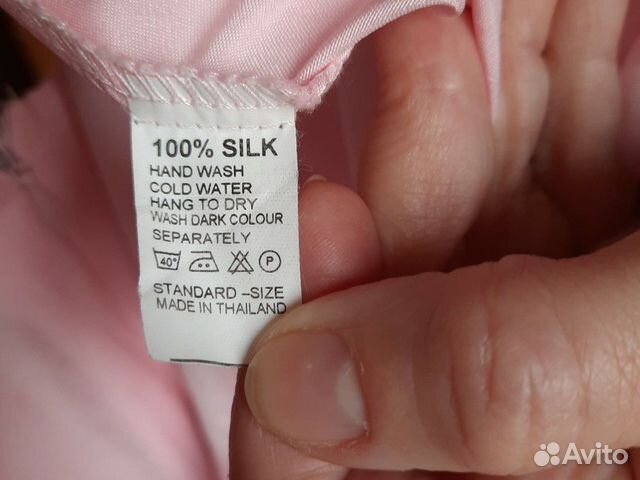 100% SILK
HAND WASH
COLD WATER
HANG TO DRY
WASH DARK COLOUR
SEPARATELY
40° P
STANDARD –SIZE
MADE IN THAILAND
Avito